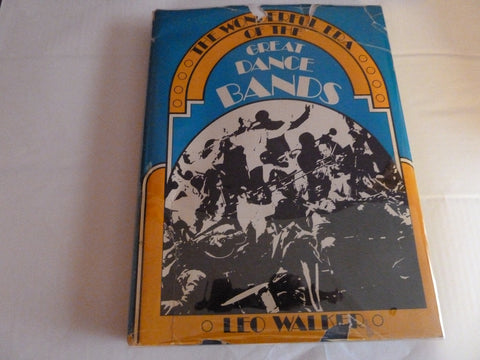 THE WONDERFUL ERA
OF THE
GREAT
DANCE
BANDS
LEO WALKER